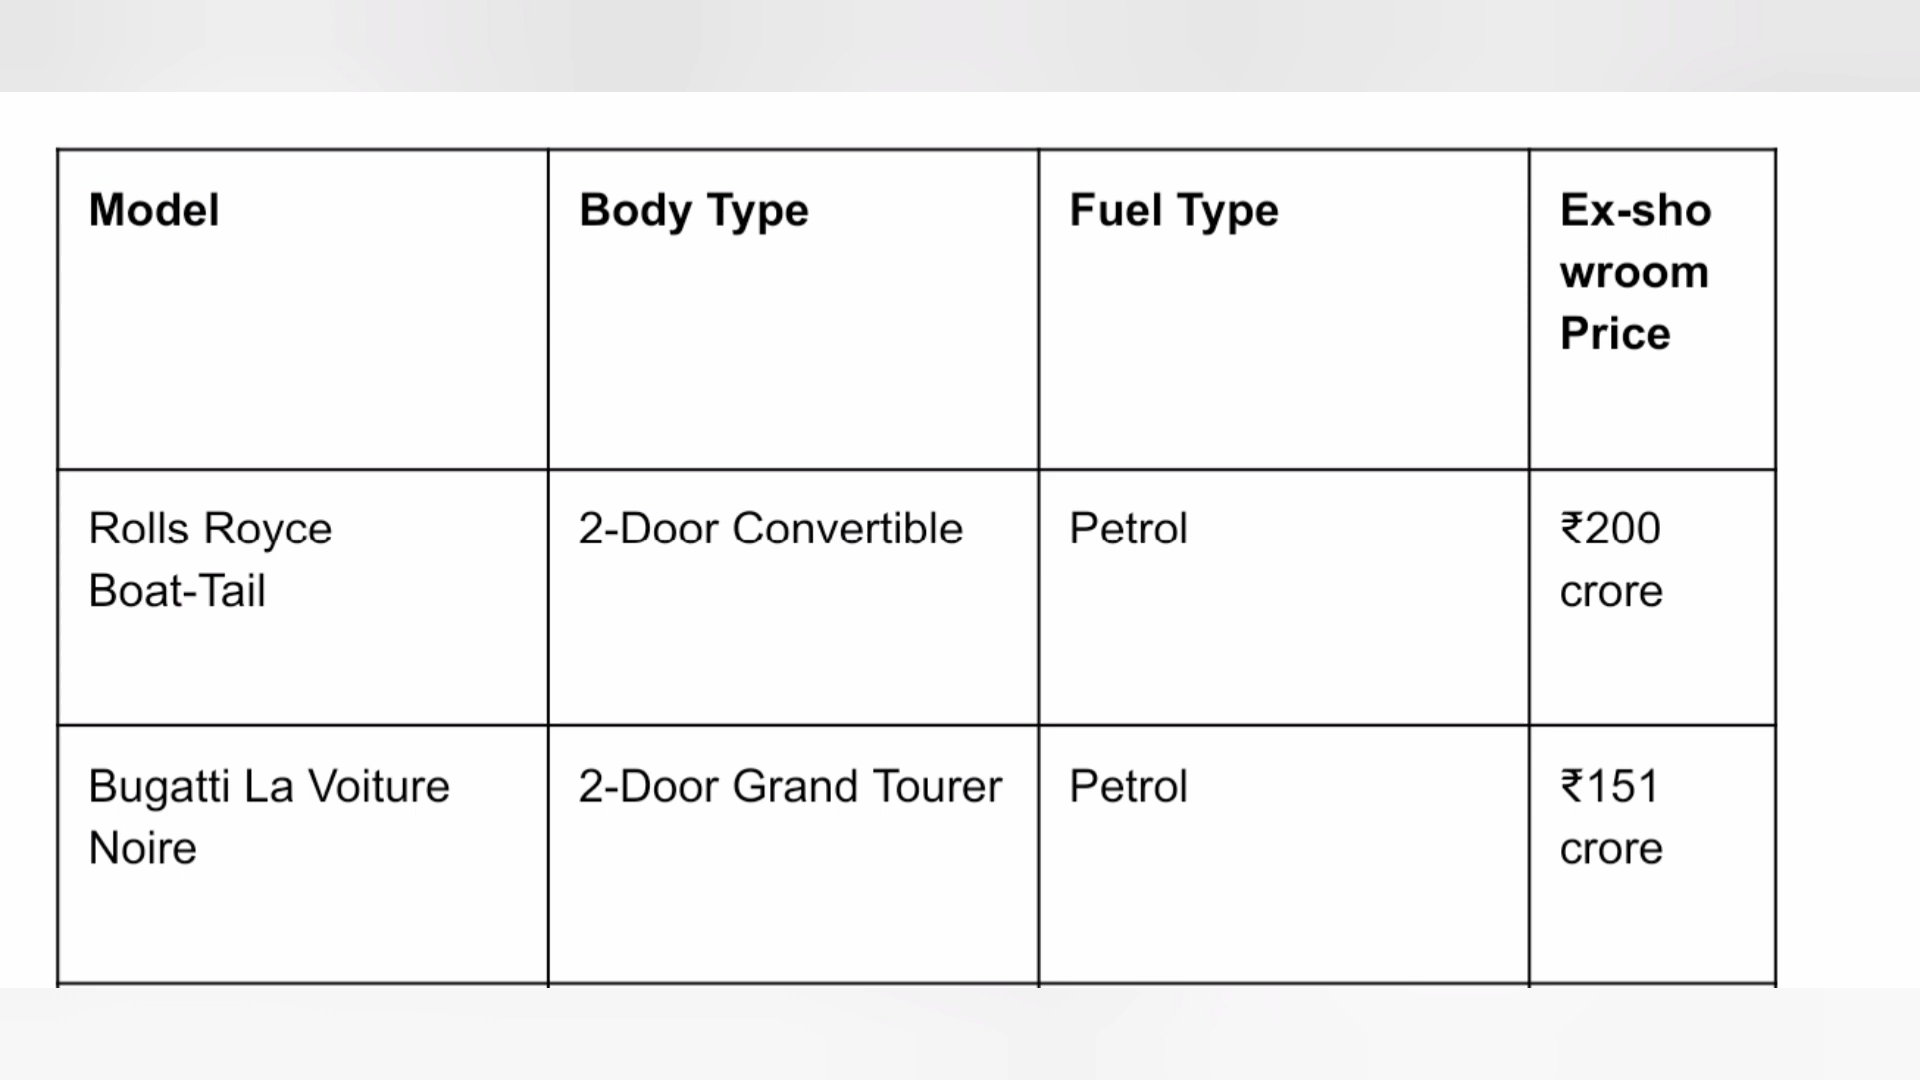 Model
Body Type
Fuel Type
Ex-sho
wroom
Price
Rolls Royce
Boat-Tail
2-Door Convertible
Petrol
₹200
crore
Bugatti La Voiture
Noire
2-Door Grand Tourer
Petrol
₹151
crore